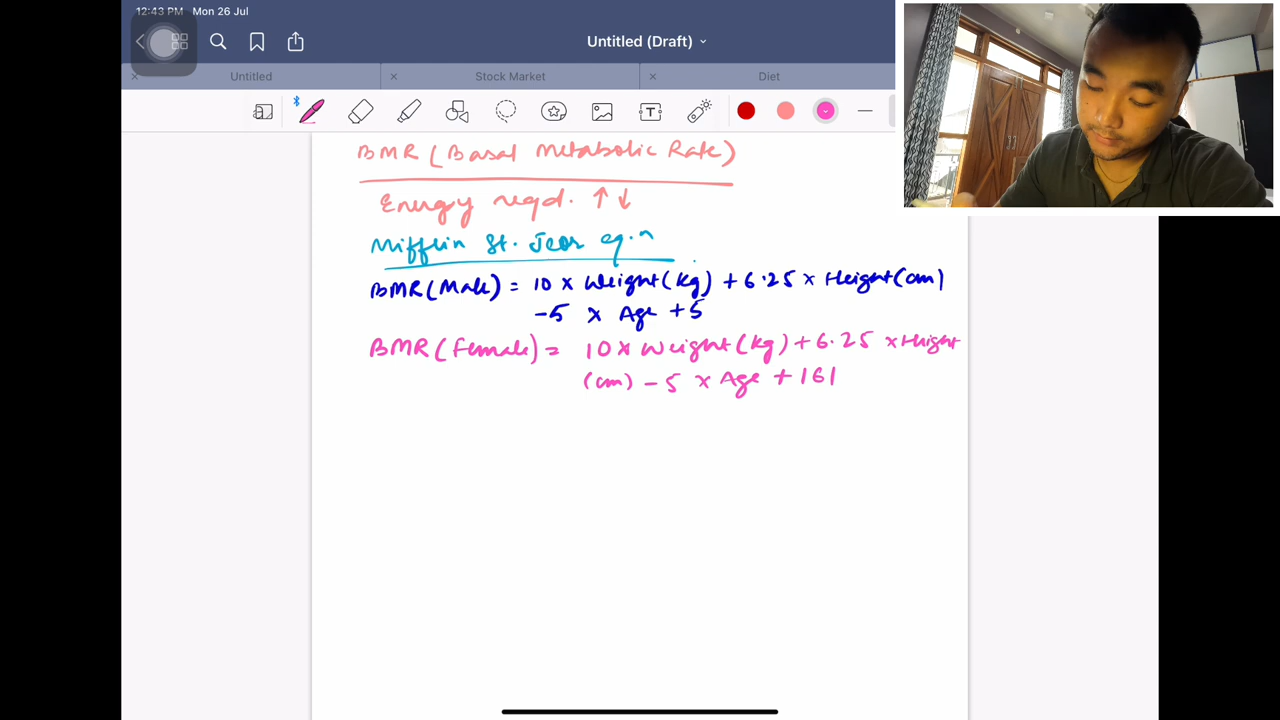 12:43 PM Mon 26 Jul
Untitled (Draft)
Untitled
Stock Market
Diet
BMR (Basal Metabolic Rate)
Energy reqd. ↑↓
Mifflin St. Jeor eq.n
BMR (Male) = 10 x Weight (kg) + 6.25 x Height (cm)
-5 x Age +5
BMR (Female) = 10 x Weight (kg) + 6.25 x Height
(cm) - 5 x Age + 161